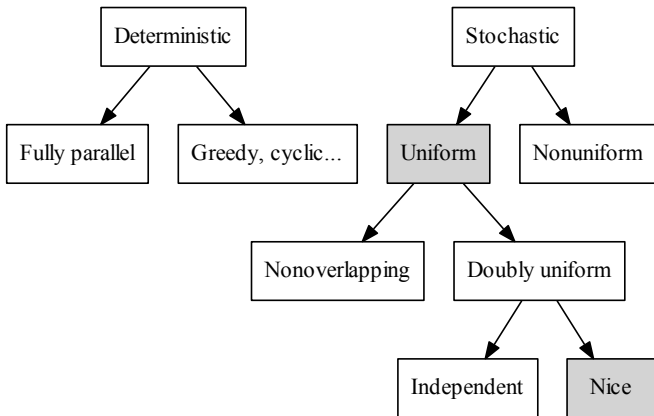 Deterministic
Stochastic
Fully parallel
Greedy, cyclic...
Uniform
Nonuniform
Nonoverlapping
Doubly uniform
Independent
Nice